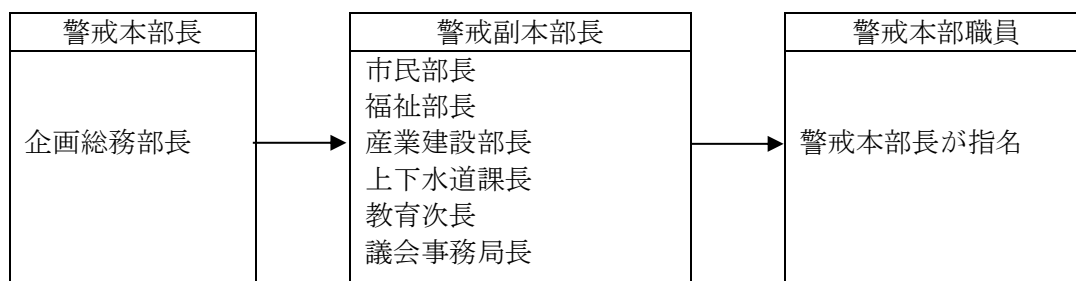 警戒本部長
企画総務部長
警戒副本部長
市民部長
福祉部長
産業建設部長
上下水道課長
教育次長
議会事務局長
警戒本部職員
警戒本部長が指名